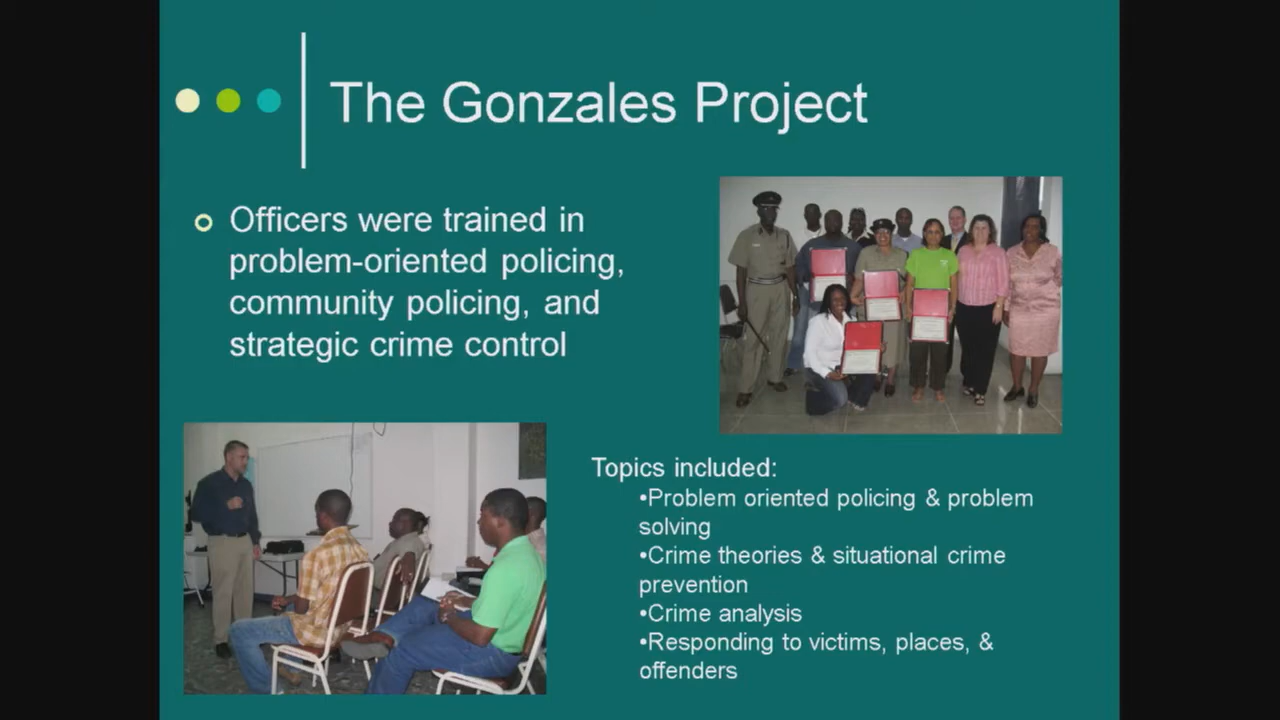 The Gonzales Project
Officers were trained in
problem-oriented policing,
community policing, and
strategic crime control
Topics included:
•Problem oriented policing & problem
solving
•Crime theories & situational crime
prevention
•Crime analysis
•Responding to victims, places, &
offenders